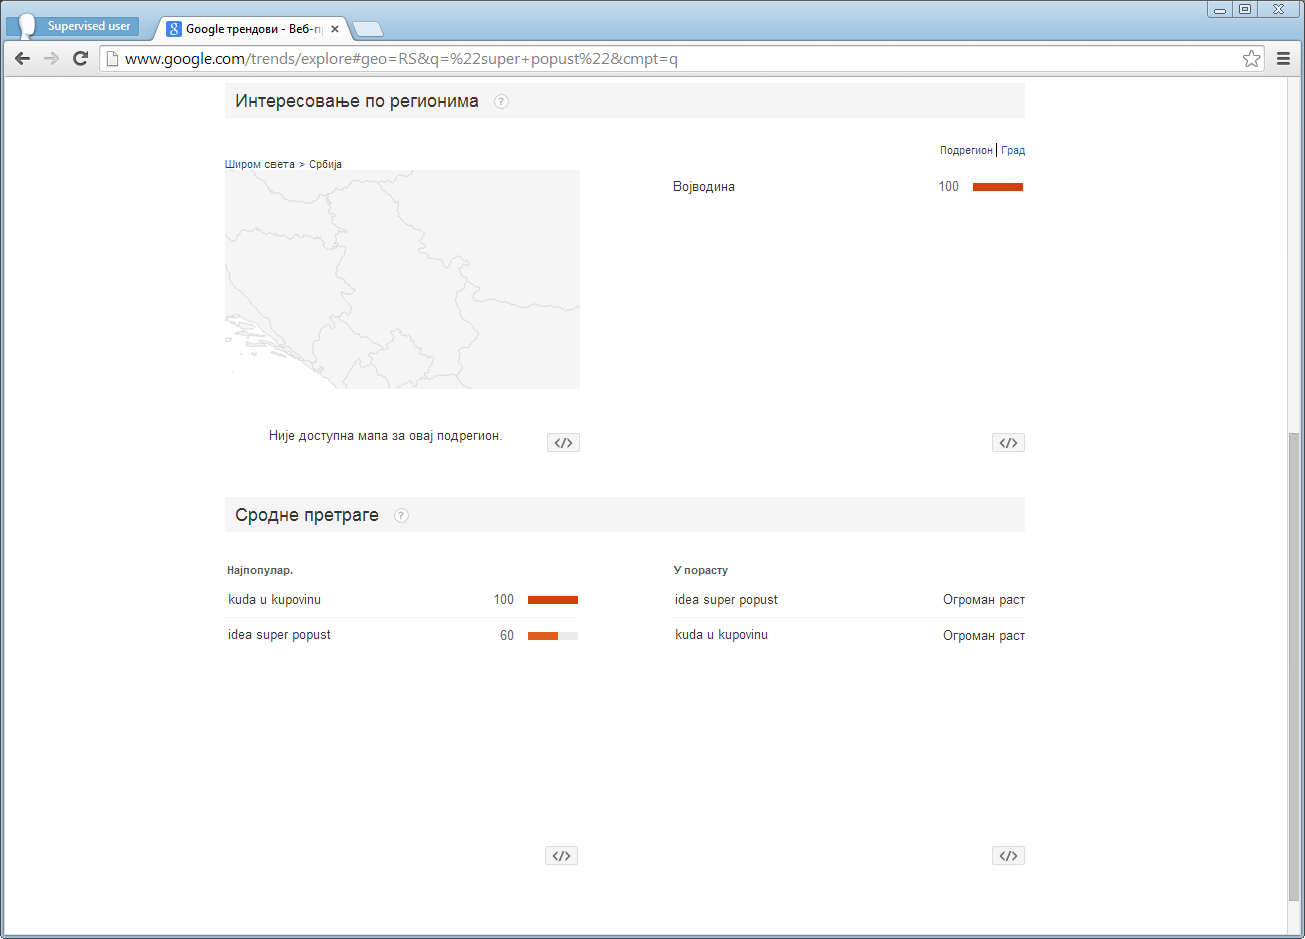 Supervised user
Google трендови - Веб-п
www.google.com/trends/explore#geo=RS&q=%22super+popust%22&cmpt=q
Интересовање по регионима ?
Подрегион | Град
Широм света > Србија
Војводина 100
Није доступна мапа за овај подрегион. </>
</>
Сродне претраге ?
Најпопулар.
kuda u kupovinu 100
idea super popust 60
</>
У порасту
idea super popust Огроман раст
kuda u kupovinu Огроман раст
</>